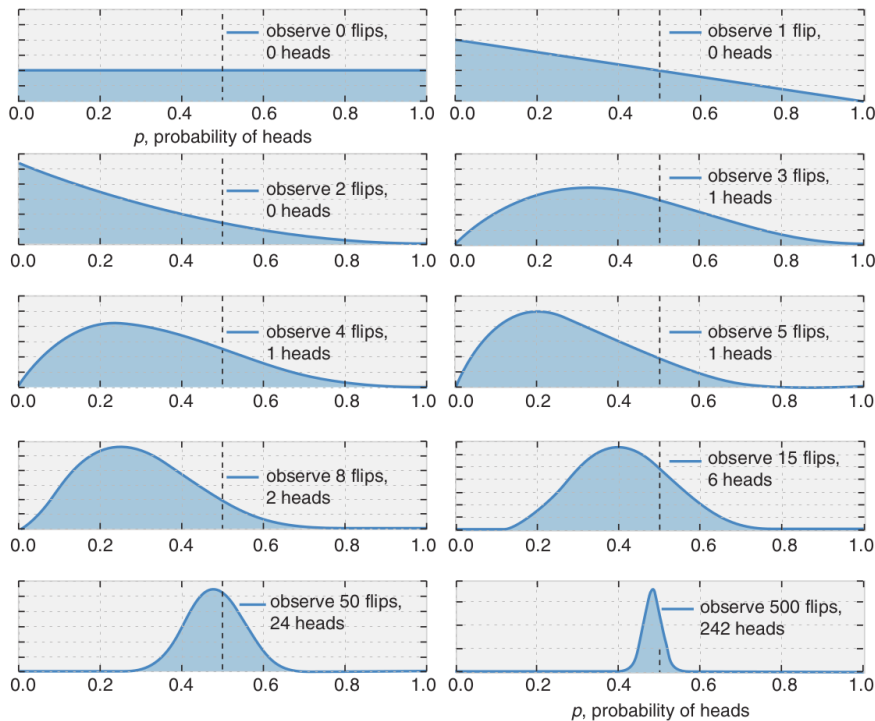 observe 0 flips,
0 heads
0.0 0.2 0.4 0.6 0.8 1.0
p, probability of heads
observe 1 flip,
0 heads
0.0 0.2 0.4 0.6 0.8 1.0
observe 2 flips,
0 heads
0.0 0.2 0.4 0.6 0.8 1.0
observe 3 flips,
1 heads
0.0 0.2 0.4 0.6 0.8 1.0
observe 4 flips,
1 heads
0.0 0.2 0.4 0.6 0.8 1.0
observe 5 flips,
1 heads
0.0 0.2 0.4 0.6 0.8 1.0
observe 8 flips,
2 heads
0.0 0.2 0.4 0.6 0.8 1.0
observe 15 flips,
6 heads
0.0 0.2 0.4 0.6 0.8 1.0
observe 50 flips,
24 heads
0.0 0.2 0.4 0.6 0.8 1.0
observe 500 flips,
242 heads
0.0 0.2 0.4 0.6 0.8 1.0
p, probability of heads